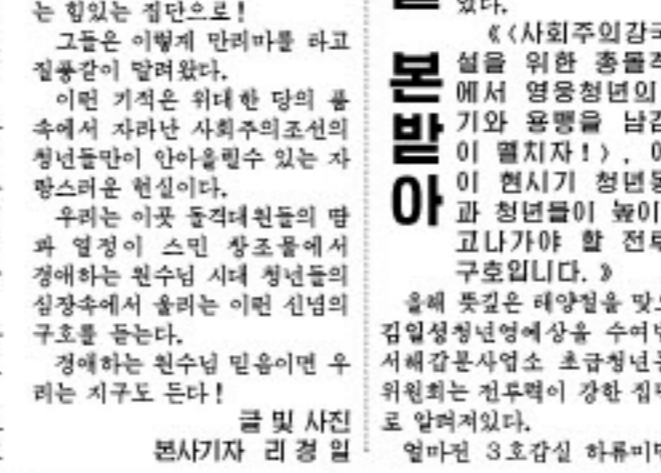 는 힘있는 집단으로!
그들은 이렇게 만리마를 타고
질풍같이 달려왔다.
이런 기적은 위대한 당의 품
속에서 자라난 사회주의조선의
청년들만이 안아올릴수 있는 자
랑스러운 현실이다.
우리는 이곳 돌격대원들의 땀
과 열정이 스민 창조물에서
경애하는 원수님 시대 청년들의
심장속에서 울리는 이런 신념의
구호를 듣는다.
경애하는 원수님 믿음이면 우
리는 지구도 든다!
글 및 사진
본사기자 리경일
본받아
있다.
《〈사회주의강국
설을 위한 총돌격
에서 영웅청년의
기와 용맹을 남김
이 떨치자!〉,
이 현시기 청년동
과 청년들이 높이
고나가야 할 전투
구호입니다.》
올해 뜻깊은 태양절을 맞으
김일성청년영예상을 수여받
서해갑문사업소 초급청년동
위원회는 전투력이 강한 집단
로 알려져있다.
얼마전 3호갑실 하류미